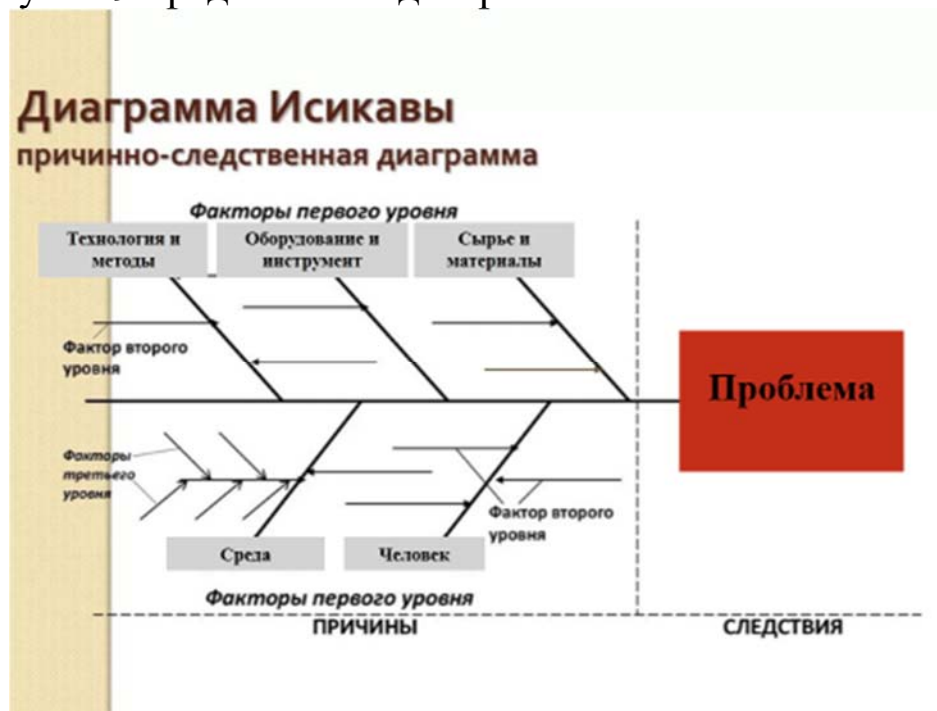 Диаграмма Исикавы
причинно-следственная диаграмма
Факторы первого уровня
Технология и
методы
Оборудование и
инструмент
Сырье и
материалы
Фактор второго
уровня
Проблема
Факторы
третьего
уровня
Фактор второго
уровня
Среда
Человек
Факторы первого уровня
ПРИЧИНЫ
СЛЕДСТВИЯ